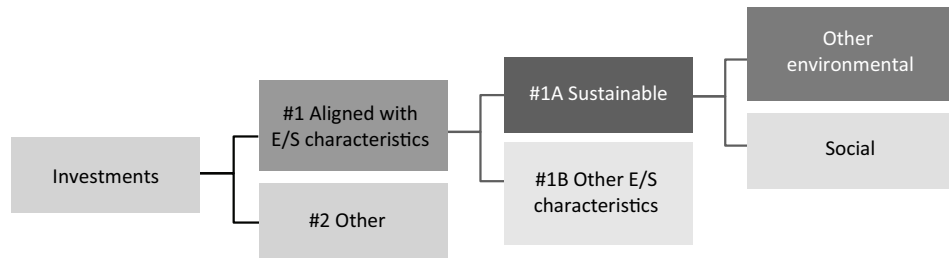 Investments
#1 Aligned with
E/S characteristics
#2 Other
#1A Sustainable
#1B Other E/S
characteristics
Other
environmental
Social